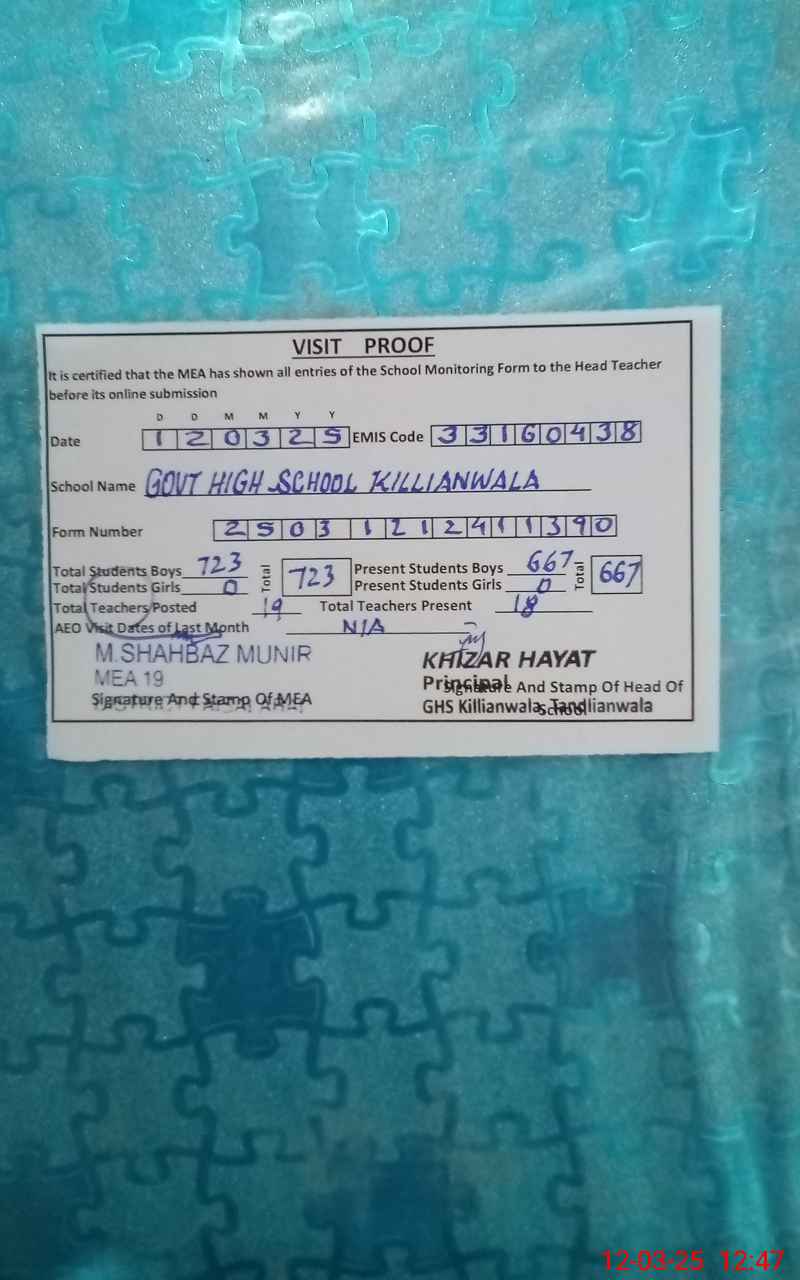 VISIT PROOF
It is certified that the MEA has shown all entries of the School Monitoring Form to the Head Teacher
before its online submission
D D M M Y Y
Date 1 2 0 3 2 5 EMIS Code 3 3 1 6 0 4 3 8
School Name GOVT HIGH SCHOOL KILLIANWALA
Form Number 2 5 0 3 1 2 1 2 4 1 1 3 9 0
Total Students Boys 723 Total 723 Present Students Boys 667 Total 667
Total Students Girls 0 Present Students Girls 0
Total Teachers Posted 19 Total Teachers Present 18
AEO Visit Dates of Last Month N/A
M.SHAHBAZ MUNIR
MEA 19
Signature And Stamp Of MEA
KHIZAR HAYAT
Principal
Signature And Stamp Of Head Of
School
GHS Killianwala, Tandlianwala
12-03-25 12:47